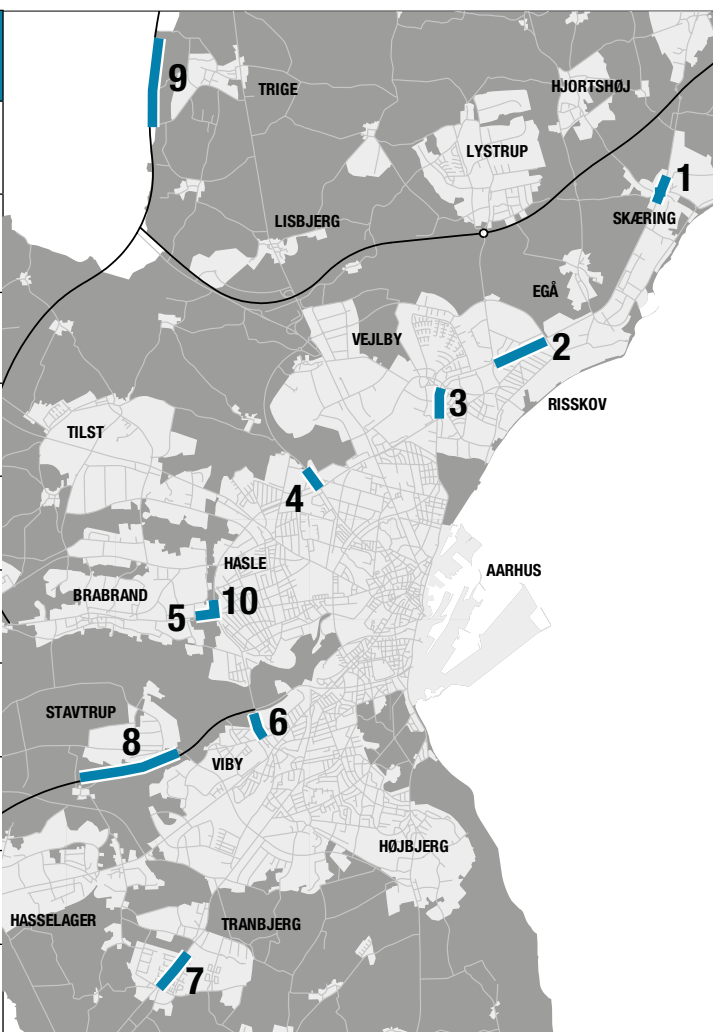 9
TRIGE
HJORTSHØJ
LYSTRUP
1
SKÆRING
LISBJERG
EGÅ
VEJLBY
2
3
RISSKOV
TILST
4
HASLE
AARHUS
BRABRAND
5
10
STAVTRUP
6
8
VIBY
HØJBJERG
HASSELAGER
TRANBJERG
7